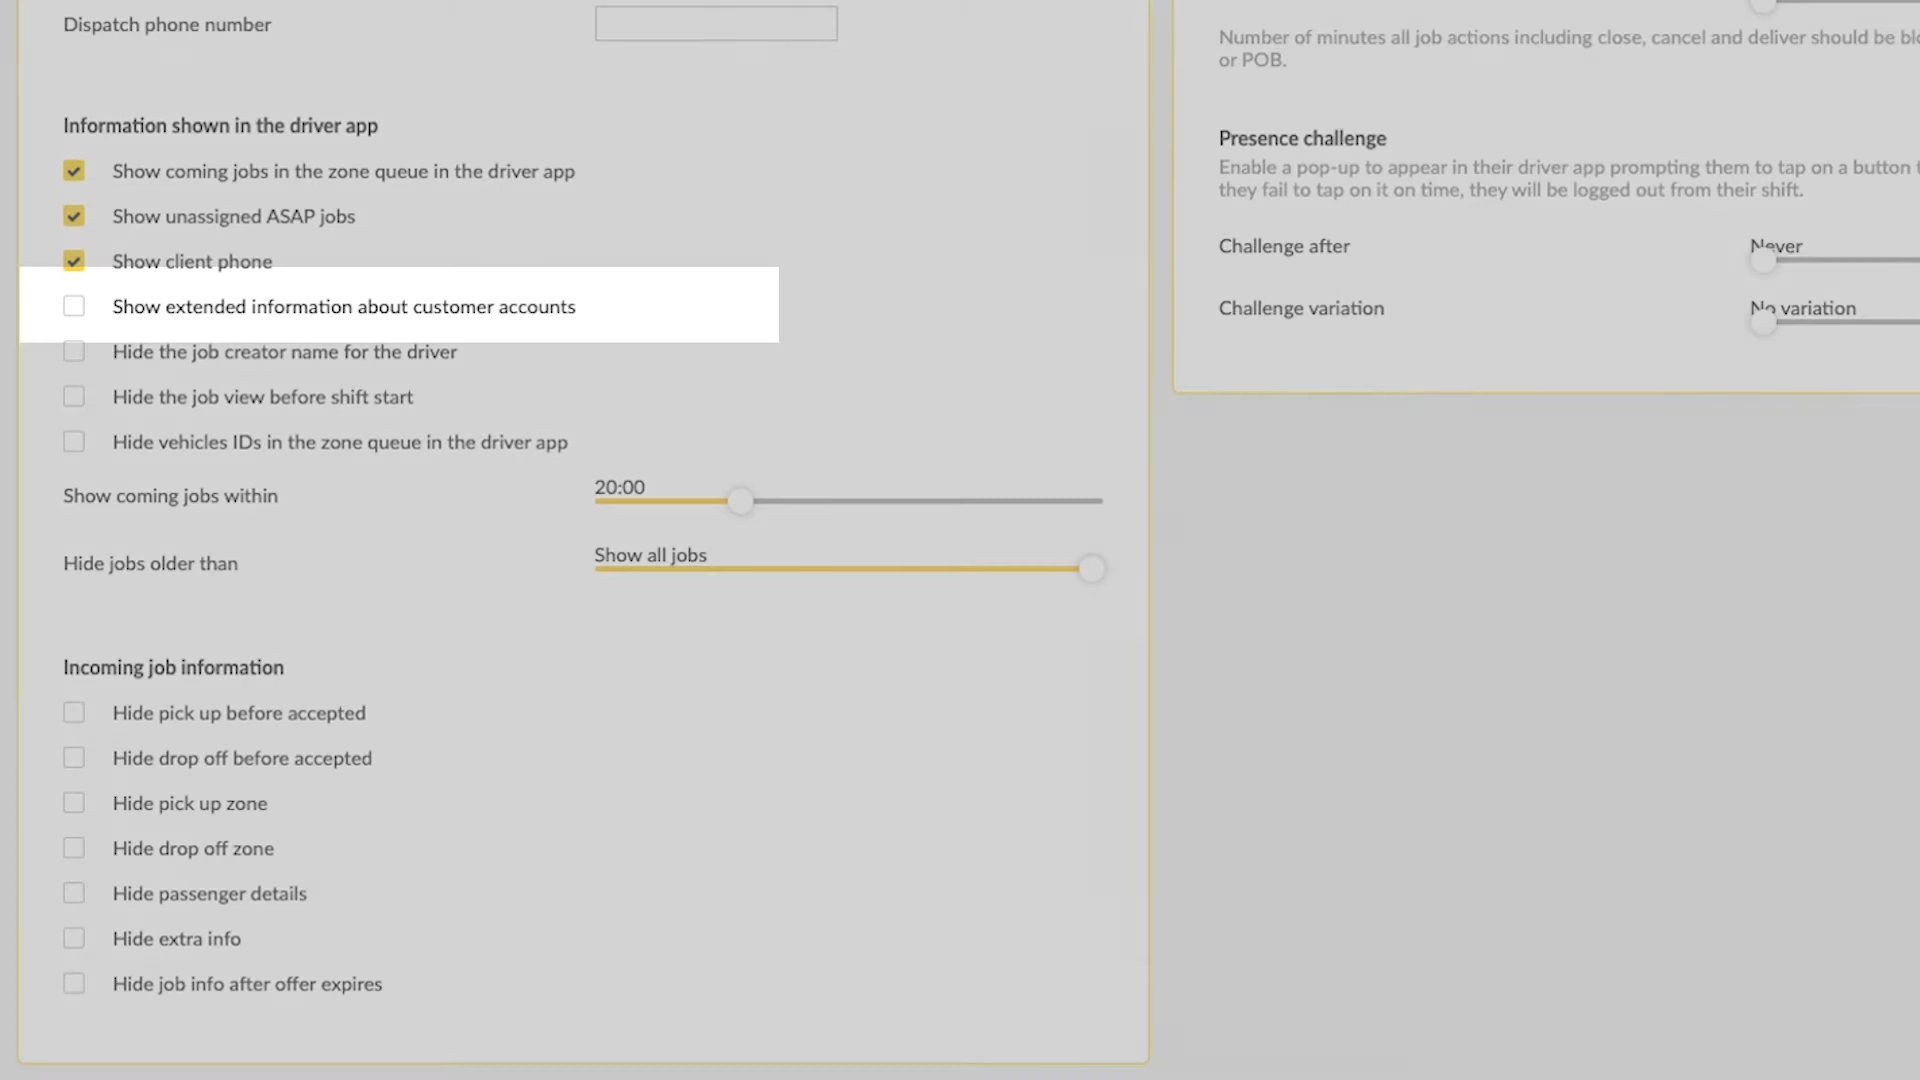 Dispatch phone number
Information shown in the driver app
Show coming jobs in the zone queue in the driver app
Show unassigned ASAP jobs
Show client phone
Show extended information about customer accounts
Hide the job creator name for the driver
Hide the job view before shift start
Hide vehicles IDs in the zone queue in the driver app
Show coming jobs within
20:00
Hide jobs older than
Show all jobs
Incoming job information
Hide pick up before accepted
Hide drop off before accepted
Hide pick up zone
Hide drop off zone
Hide passenger details
Hide extra info
Hide job info after offer expires
Number of minutes all job actions including close, cancel and deliver should be
or POB.
Presence challenge
Enable a pop-up to appear in their driver app prompting them to tap on a button
they fail to tap on it on time, they will be logged out from their shift.
Challenge after
Never
Challenge variation
No variation